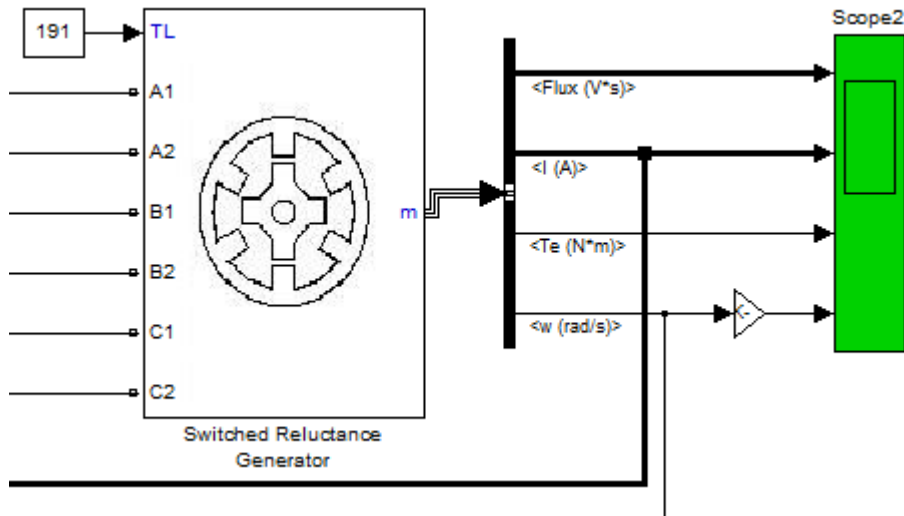 Scope2
191
TL
A1
A2
B1
B2
C1
C2
m
<Flux (V*s)>
<I (A)>
<Te (N*m)>
<w (rad/s)>
Switched Reluctance
Generator